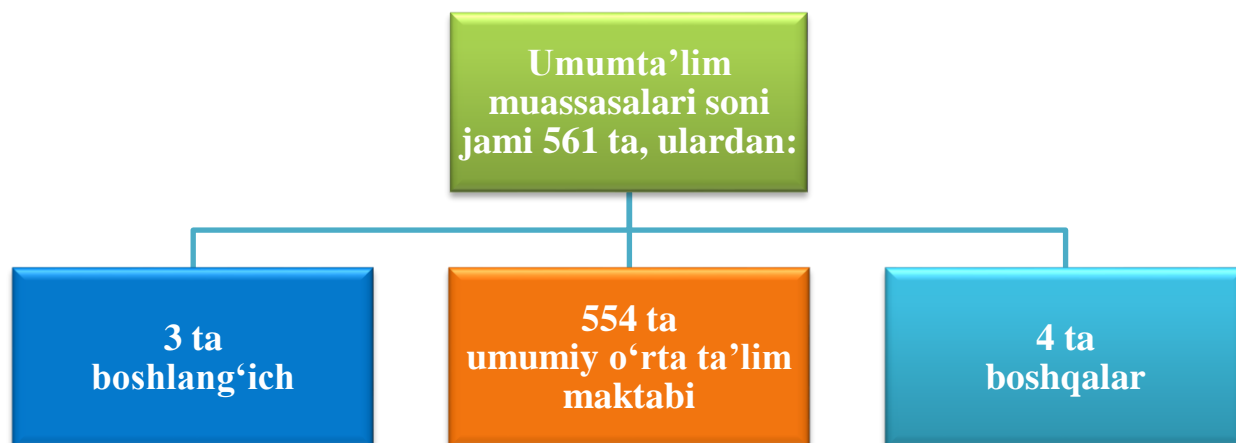 Umumta’lim
muassasalari soni
jami 561 ta, ulardan:
3 ta
boshlang‘ich
554 ta
umumiy o‘rta ta’lim
maktabi
4 ta
boshqalar